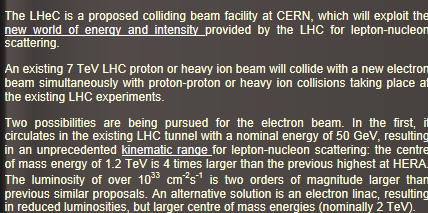 The LHeC is a proposed colliding beam facility at CERN, which will exploit the
new world of energy and intensity provided by the LHC for lepton-nucleon
scattering.
An existing 7 TeV LHC proton or heavy ion beam will collide with a new electron
beam simultaneously with proton-proton or heavy ion collisions taking place at
the existing LHC experiments.
Two possibilities are being pursued for the electron beam. In the first, it
circulates in the existing LHC tunnel with a nominal energy of 50 GeV, resulting
in an unprecedented kinematic range for lepton-nucleon scattering: the centre
of mass energy of 1.2 TeV is 4 times larger than the previous highest at HERA.
The luminosity of over 10³³ cm⁻²s⁻¹ is two orders of magnitude larger than
previous similar proposals. An alternative solution is an electron linac, resulting
in reduced luminosities, but larger centre of mass energies (nominally 2 TeV).